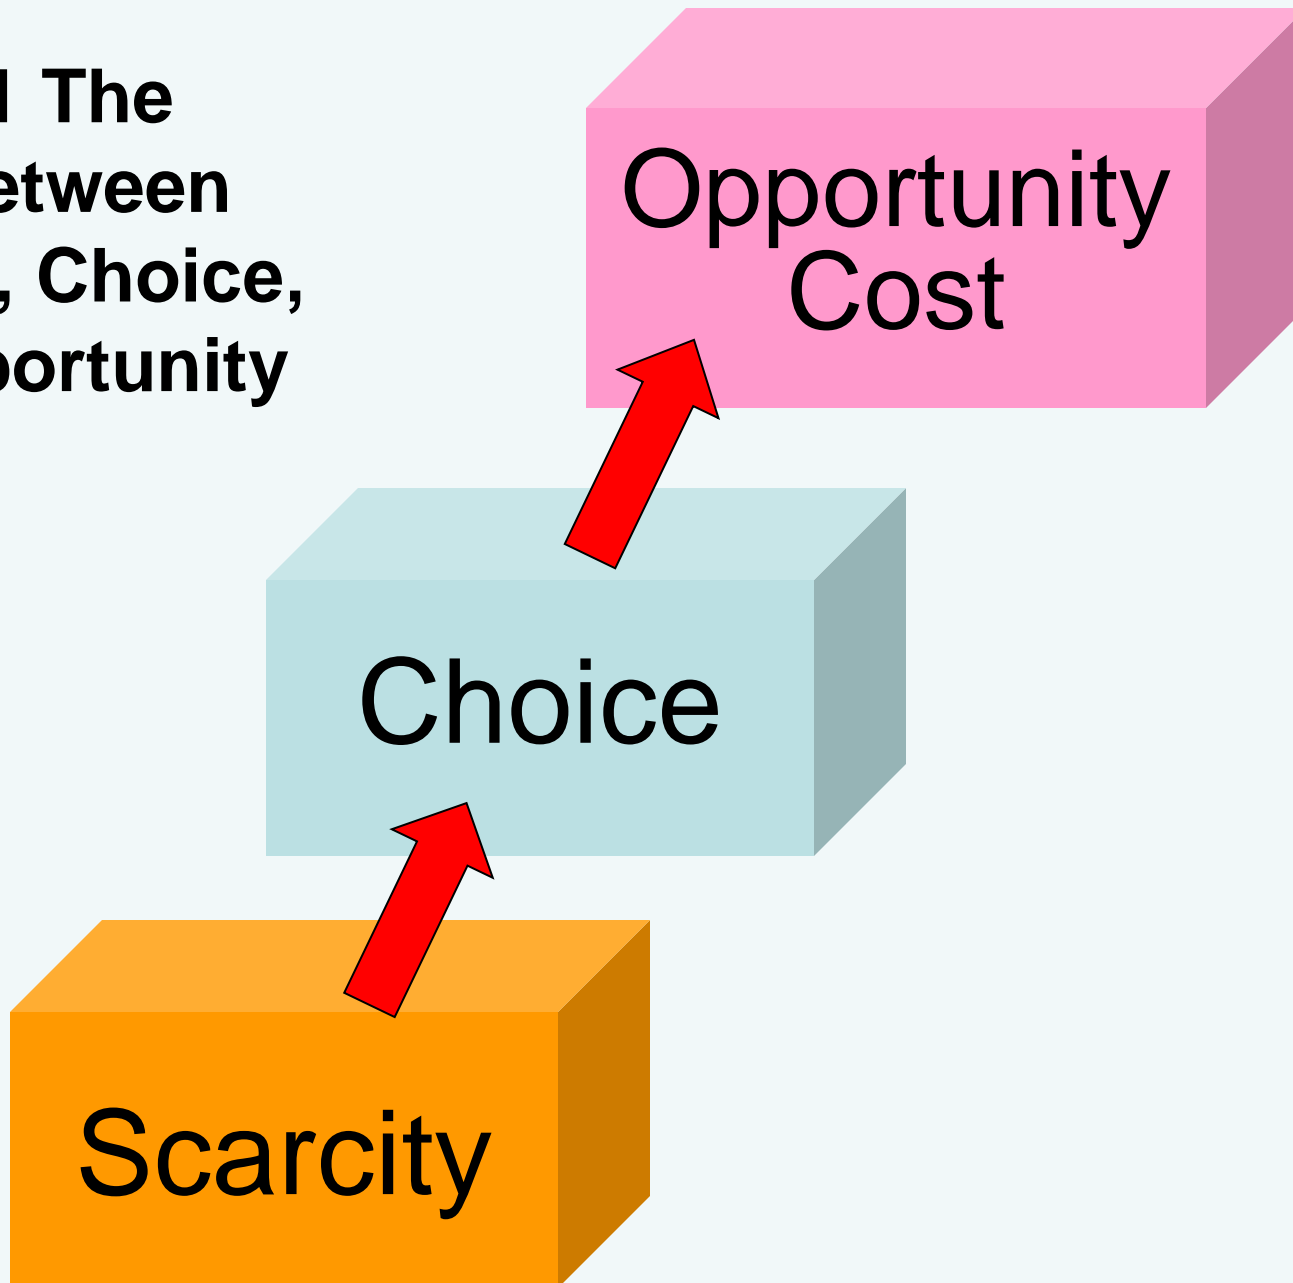 The
etween
, Choice,
portunity
Opportunity
Cost
Choice
Scarcity